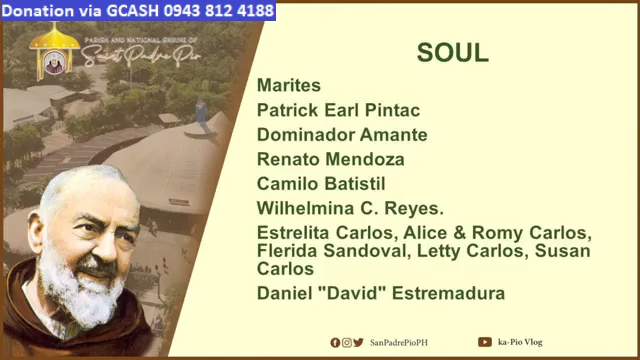 Donation via GCASH 0943 812 4188
PARISH AND NATIONAL SHRINE OF
Saint Padre Pio
SOUL
Marites
Patrick Earl Pintac
Dominador Amante
Renato Mendoza
Camilo Batistil
Wilhelmina C. Reyes.
Estrelita Carlos, Alice & Romy Carlos,
Flerida Sandoval, Letty Carlos, Susan
Carlos
Daniel "David" Estremadura
SanPadrePioPH
ka-Pio Vlog